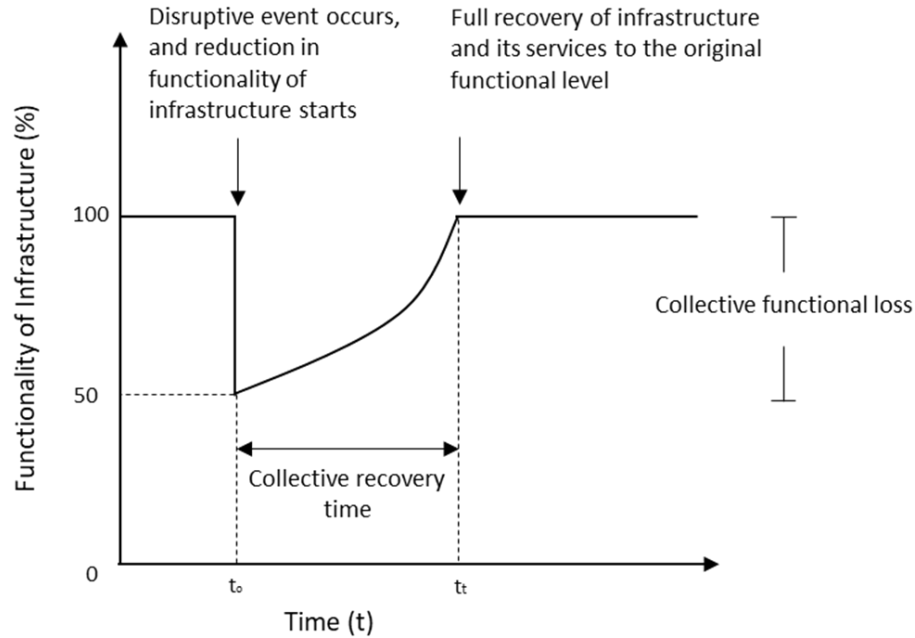 Disruptive event occurs,
and reduction in
functionality of
infrastructure starts
Full recovery of infrastructure
and its services to the original
functional level
Functionality of Infrastructure (%)
100
50
0
Collective functional loss
Collective recovery
time
t₀
tₜ
Time (t)